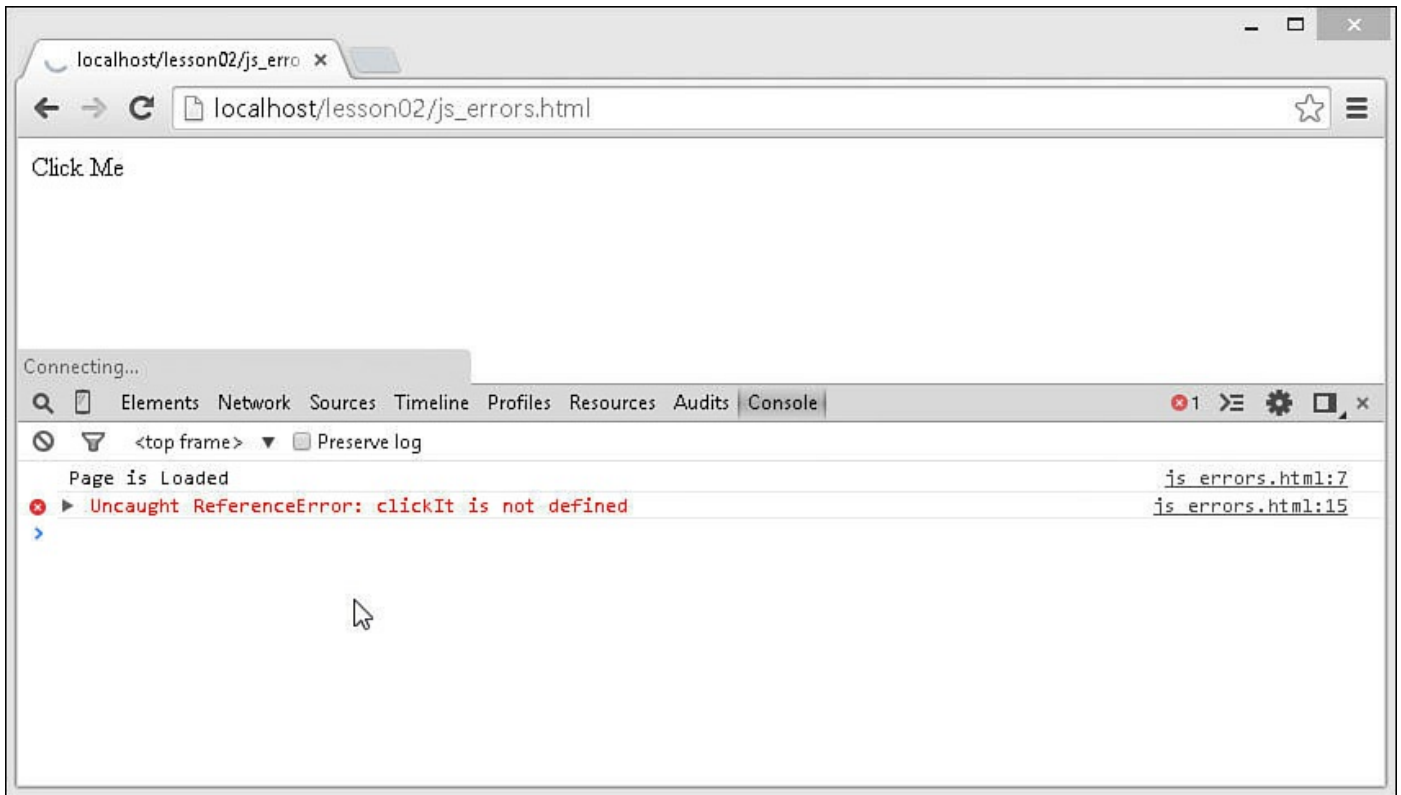 localhost/lesson02/js_erro
localhost/lesson02/js_errors.html
Click Me
Connecting...
Elements Network Sources Timeline Profiles Resources Audits Console 1
<top frame> Preserve log
Page is Loaded js_errors.html:7
Uncaught ReferenceError: clickIt is not defined js_errors.html:15